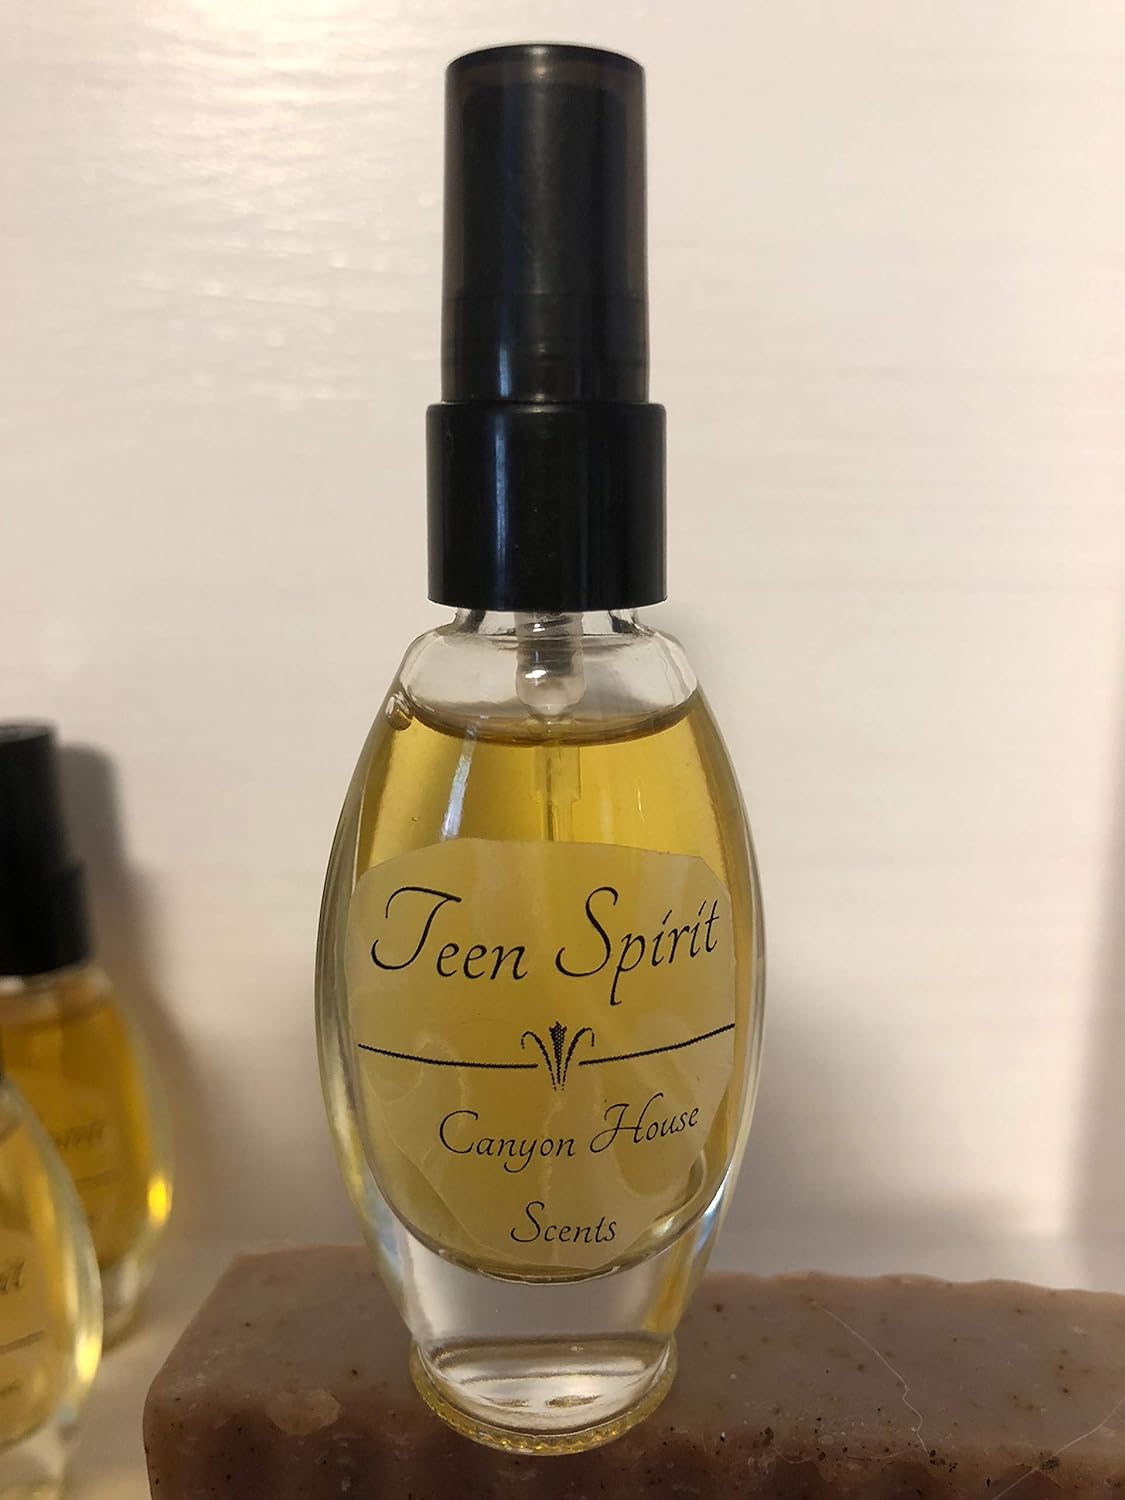 Teen Spirit
Canyon House
Scents